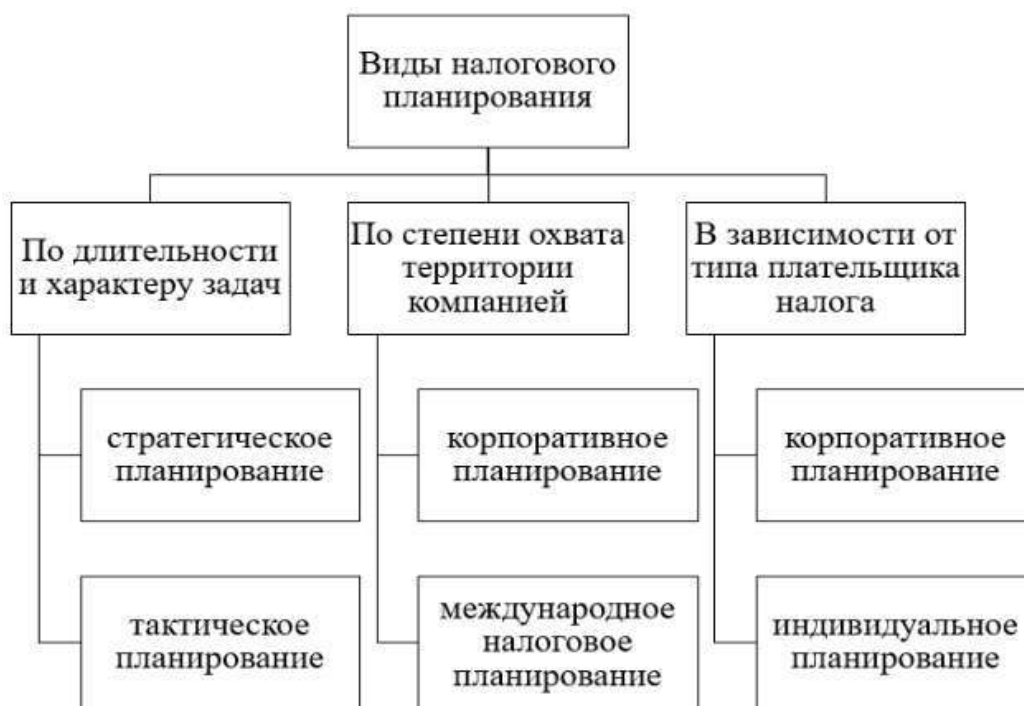 Виды налогового
планирования
По длительности
и характеру задач
По степени охвата
территории
компанией
В зависимости от
типа плательщика
налога
стратегическое
планирование
корпоративное
планирование
корпоративное
планирование
тактическое
планирование
международное
налоговое
планирование
индивидуальное
планирование